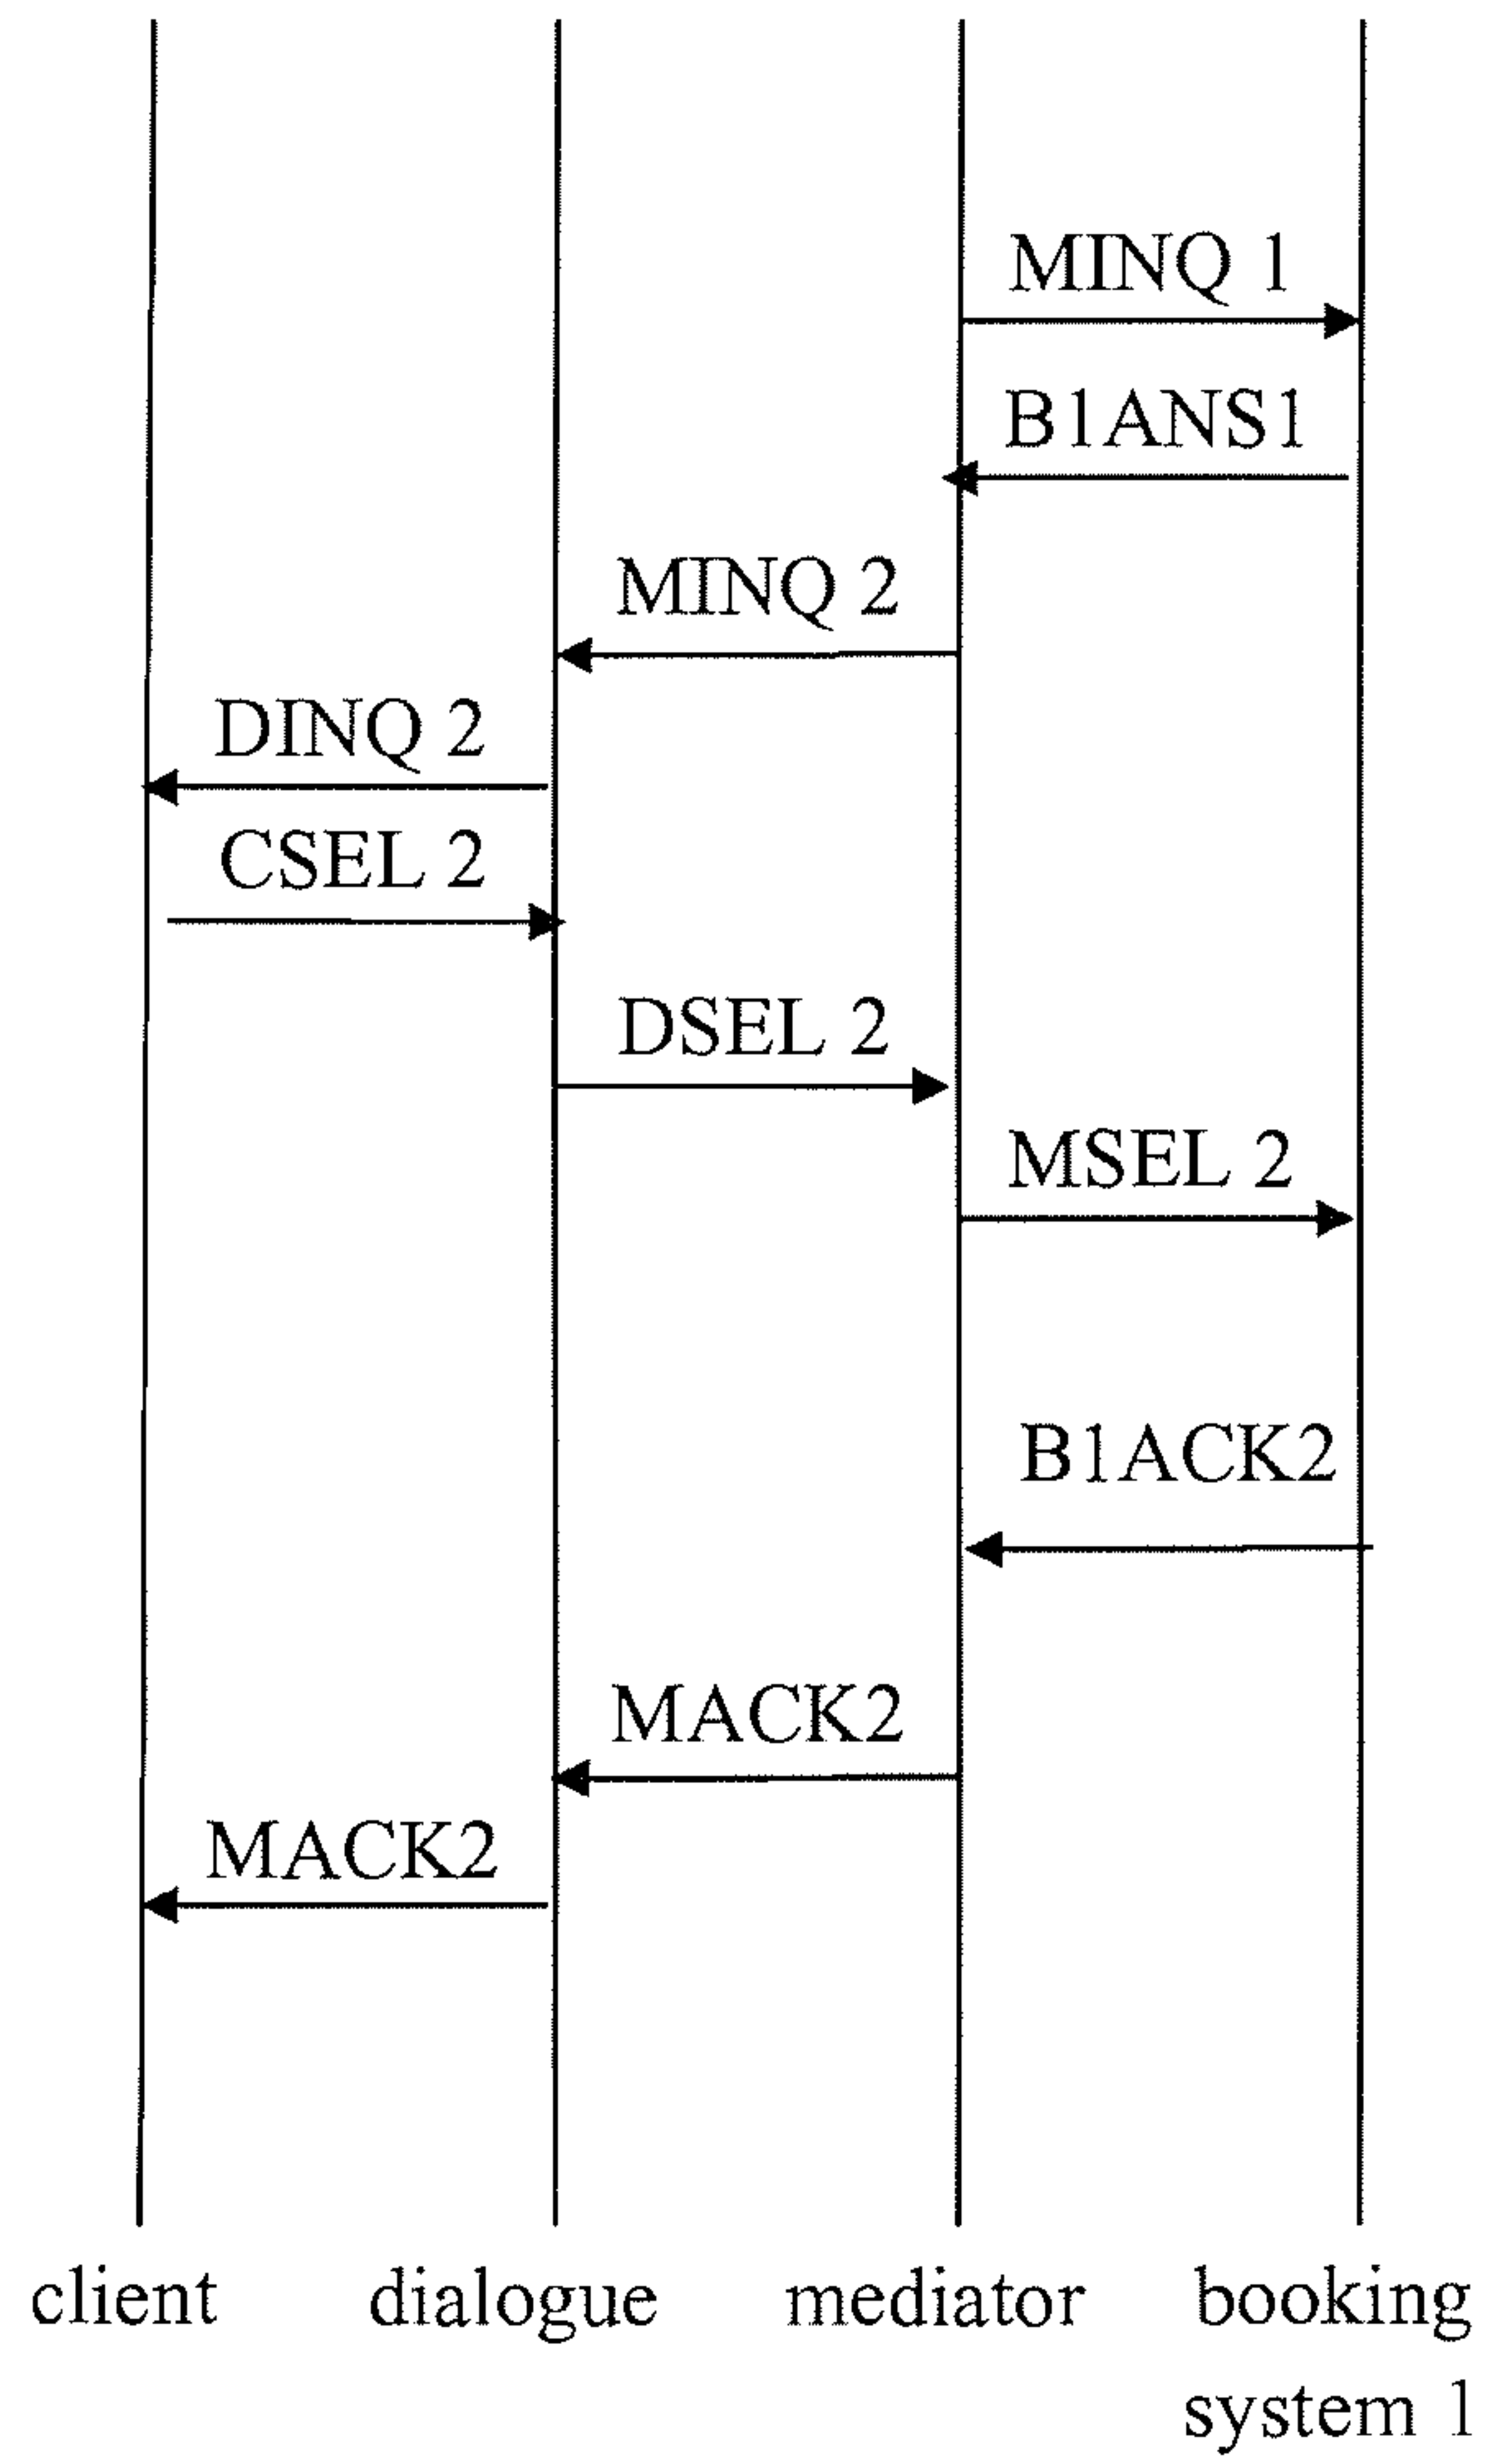 MINQ 1
B1ANS1
MINQ 2
DINQ 2
CSEL 2
DSEL 2
MSEL 2
B1ACK2
MACK2
MACK2
client
dialogue
mediator
booking
system 1